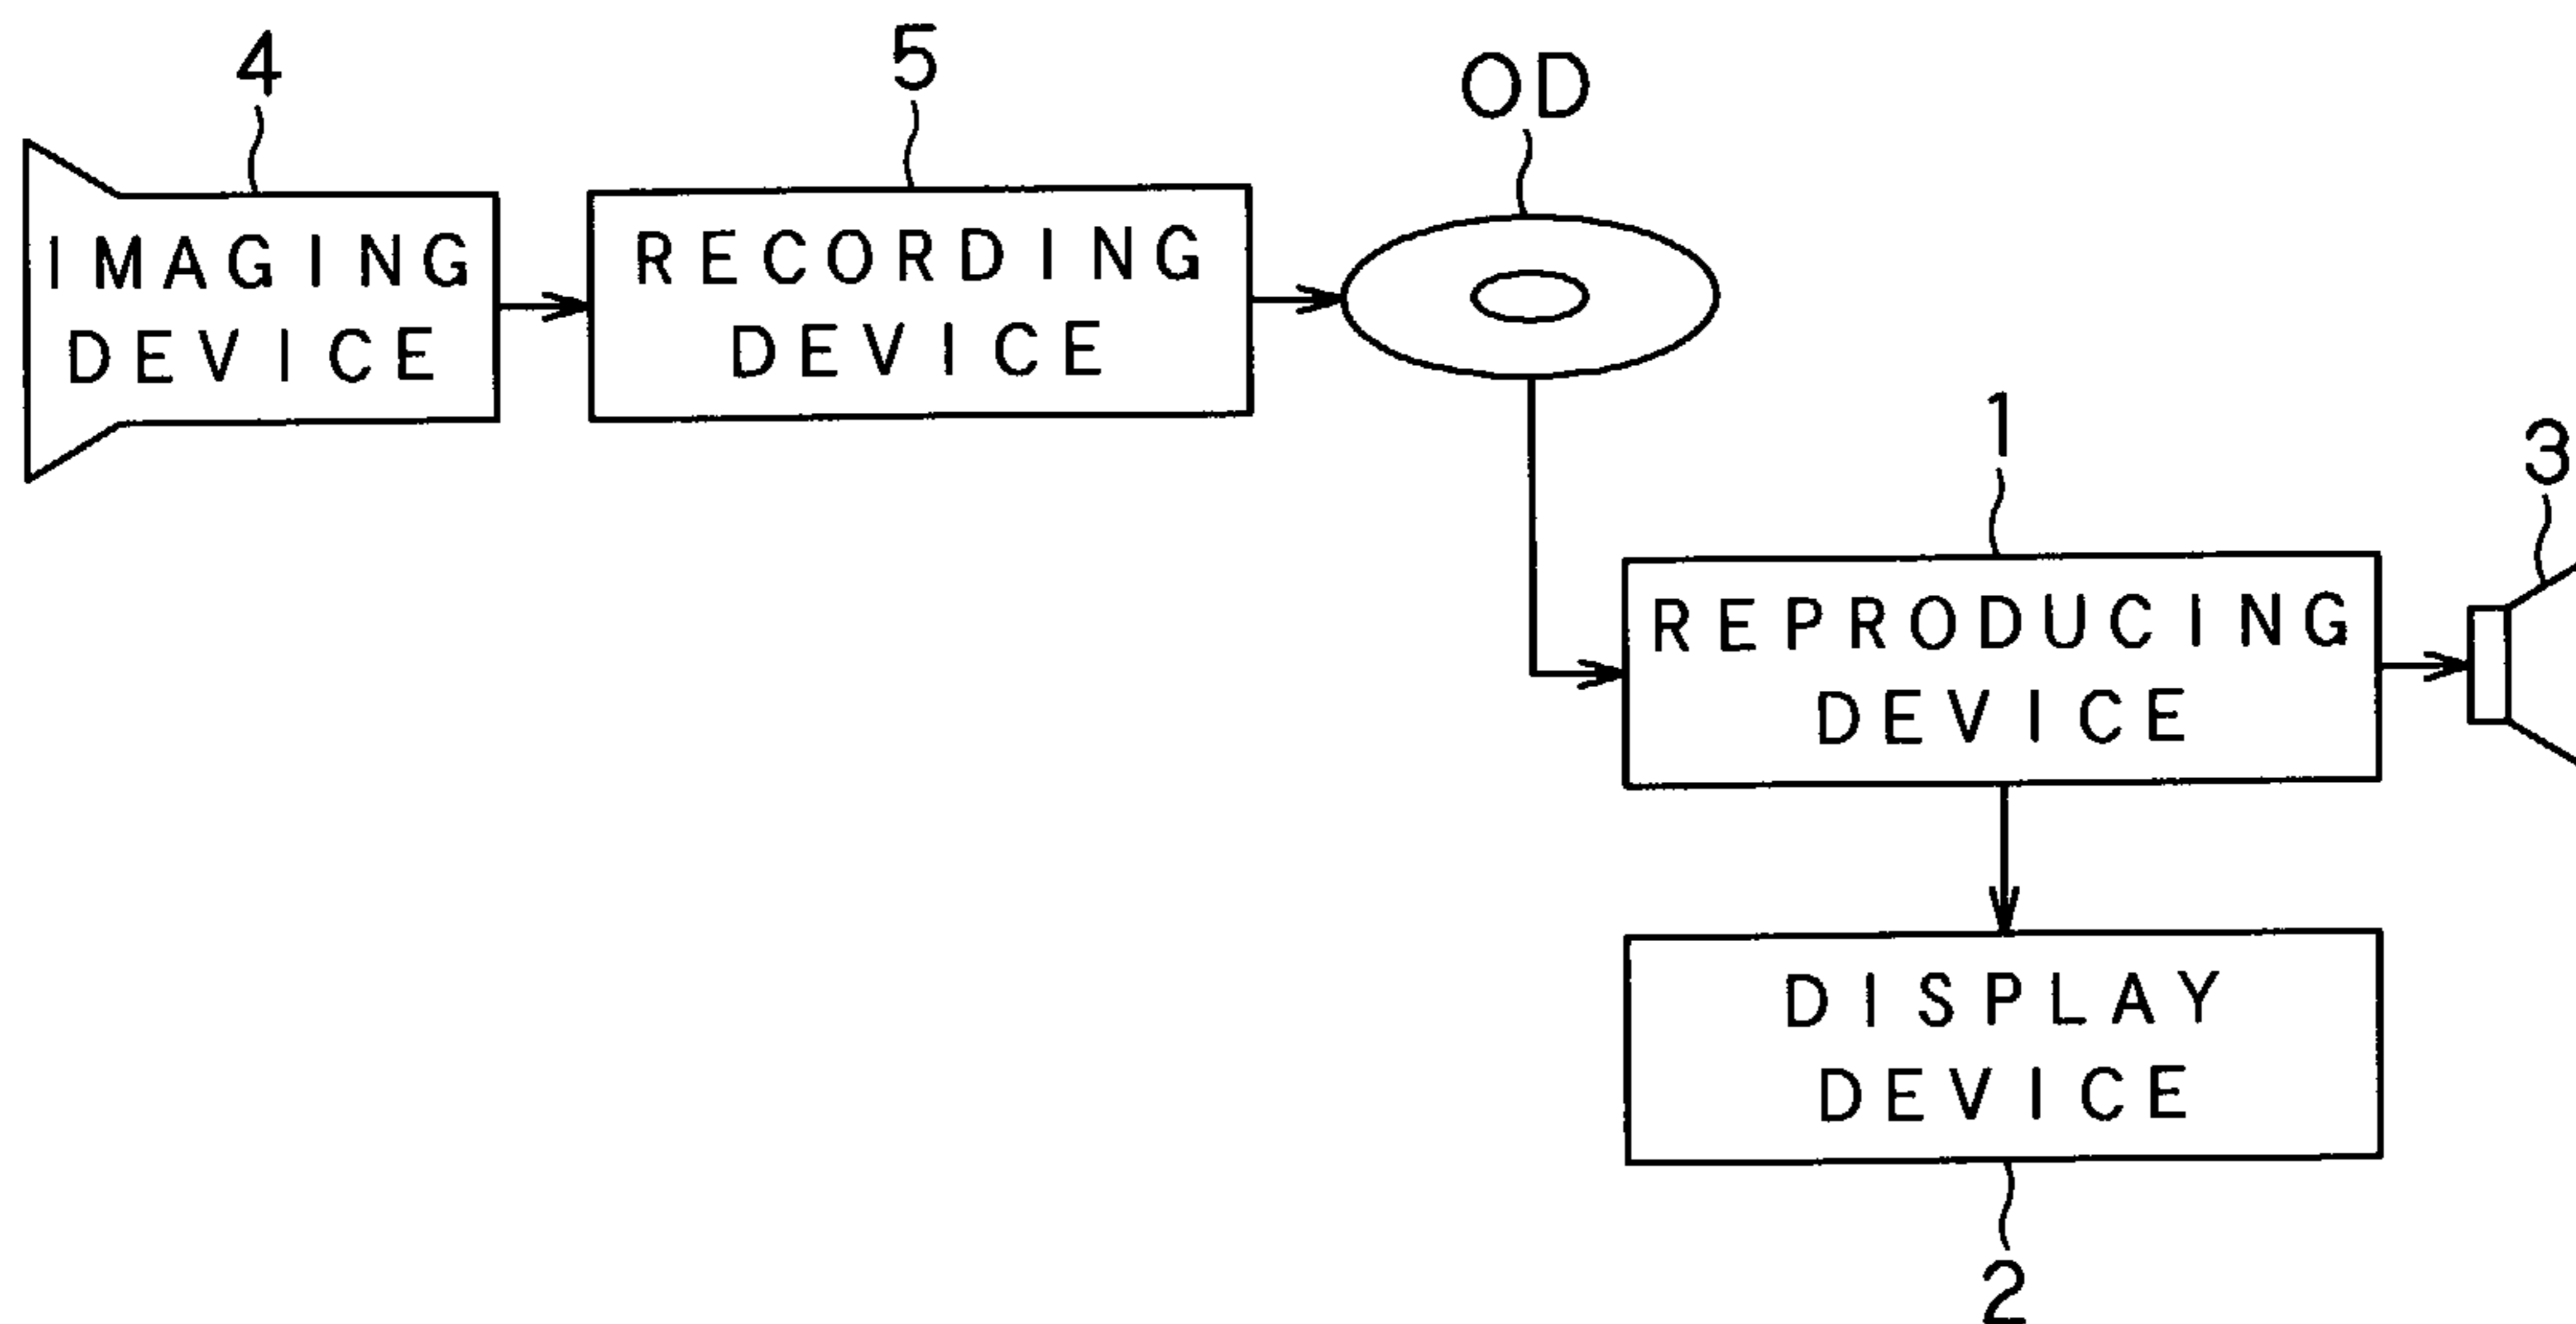 4
5
OD
IMAGING
DEVICE
RECORDING
DEVICE
1
3
REPRODUCING
DEVICE
DISPLAY
DEVICE
2